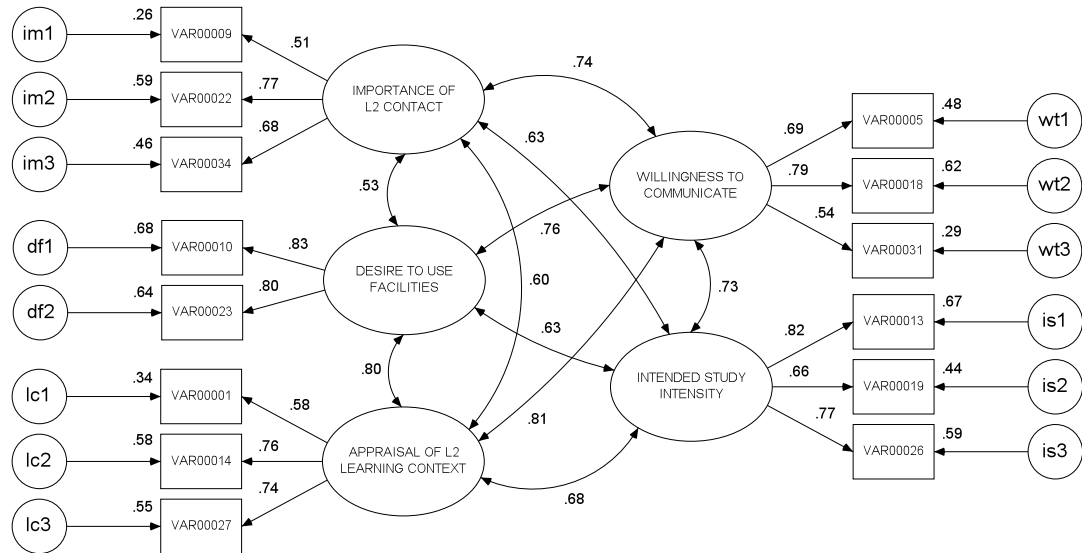 im1
.26
VAR00009
.51
im2
.59
VAR00022
.77
im3
.46
VAR00034
.68
IMPORTANCE OF
L2 CONTACT
.74
.63
.53
df1
.68
VAR00010
.83
df2
.64
VAR00023
.80
DESIRE TO USE
FACILITIES
.76
.60
.63
.80
lc1
.34
VAR00001
.58
lc2
.58
VAR00014
.76
lc3
.55
VAR00027
.74
APPRAISAL OF L2
LEARNING CONTEXT
.81
.68
WILLINGNESS TO
COMMUNICATE
.69
VAR00005
.48
wt1
.79
VAR00018
.62
wt2
.54
VAR00031
.29
wt3
.73
INTENDED STUDY
INTENSITY
.82
VAR00013
.67
is1
.66
VAR00019
.44
is2
.77
VAR00026
.59
is3